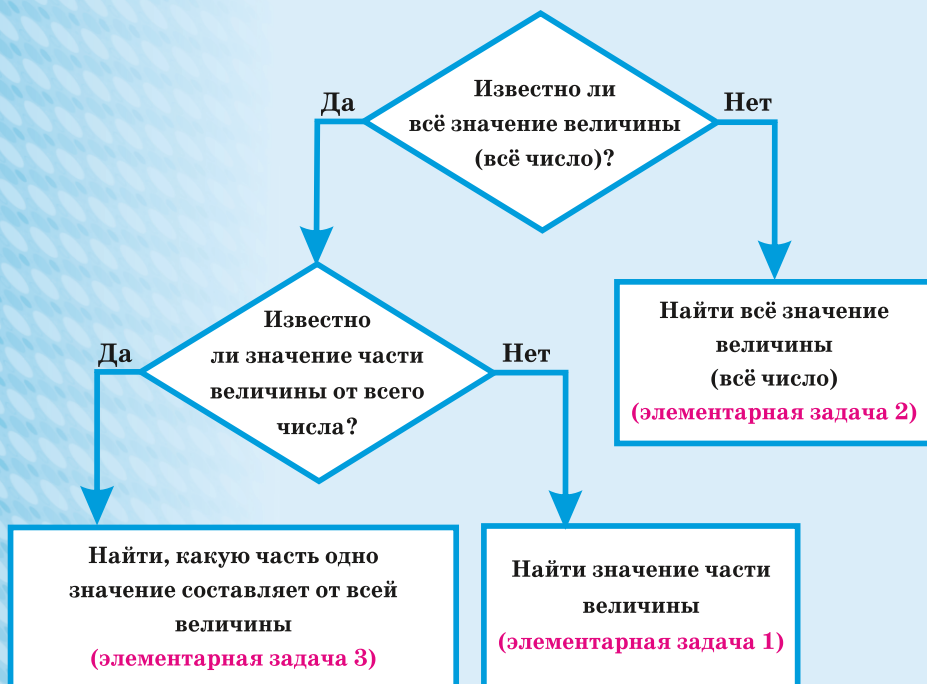 Известно ли
всё значение величины
(всё число)?
Да
Нет
Известно
ли значение части
величины от всего
числа?
Да
Нет
Найти всё значение
величины
(всё число)
(элементарная задача 2)
Найти, какую часть одно
значение составляет от всей
величины
(элементарная задача 3)
Найти значение части
величины
(элементарная задача 1)